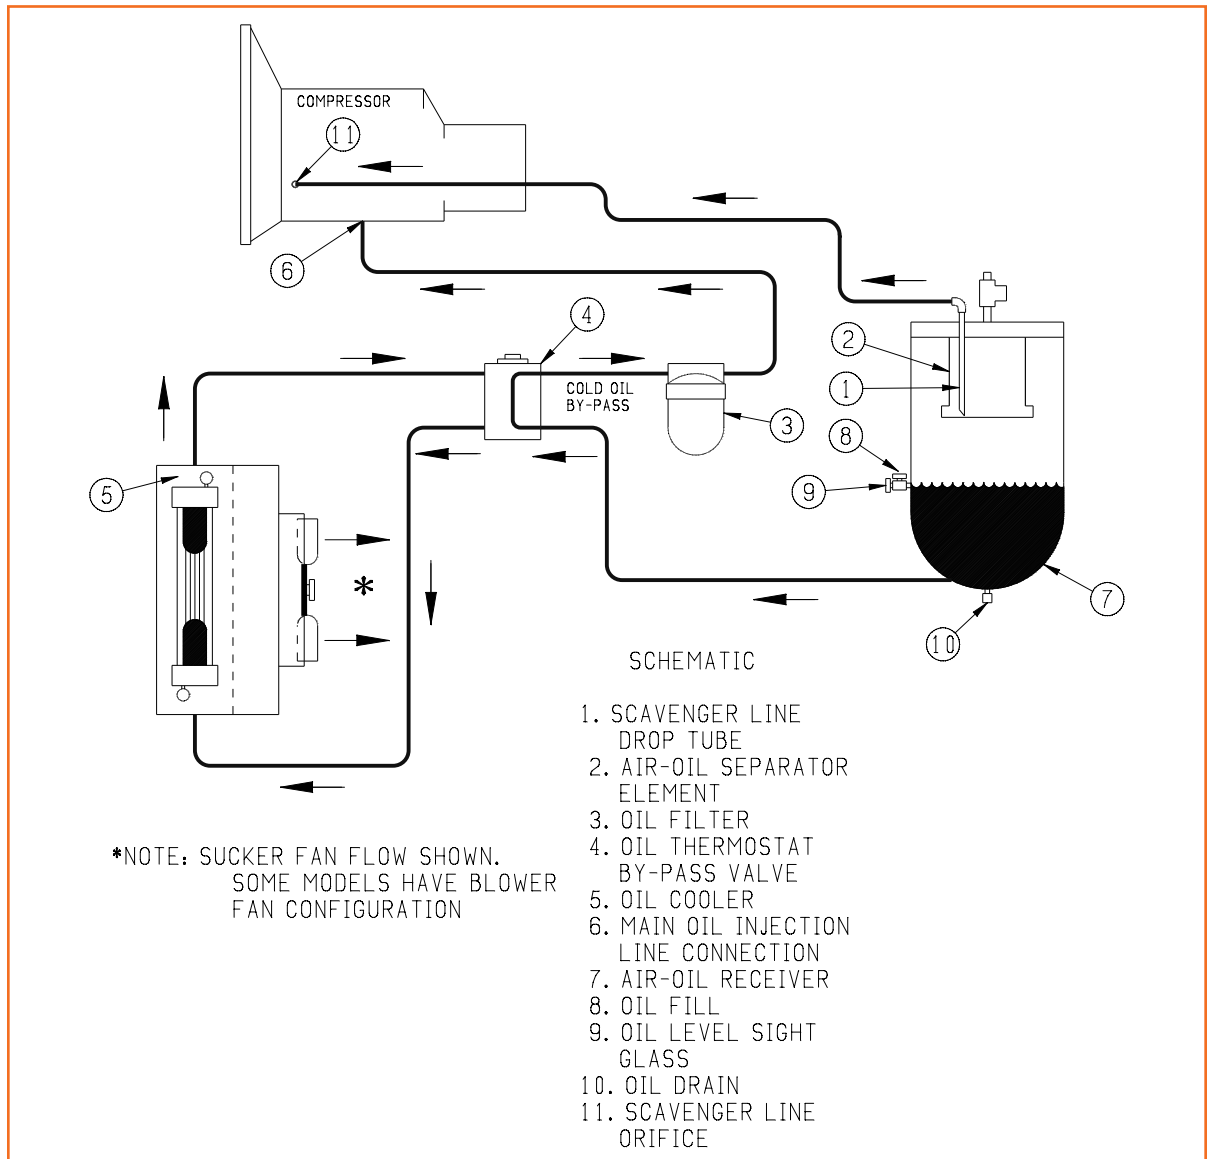 COMPRESSOR
11
6
4
2
1
COLD OIL
BY-PASS
3
8
9
5
*
7
10
SCHEMATIC
1. SCAVENGER LINE
DROP TUBE
2. AIR-OIL SEPARATOR
ELEMENT
3. OIL FILTER
4. OIL THERMOSTAT
BY-PASS VALVE
5. OIL COOLER
6. MAIN OIL INJECTION
LINE CONNECTION
7. AIR-OIL RECEIVER
8. OIL FILL
9. OIL LEVEL SIGHT
GLASS
10. OIL DRAIN
11. SCAVENGER LINE
ORIFICE
*NOTE: SUCKER FAN FLOW SHOWN.
SOME MODELS HAVE BLOWER
FAN CONFIGURATION